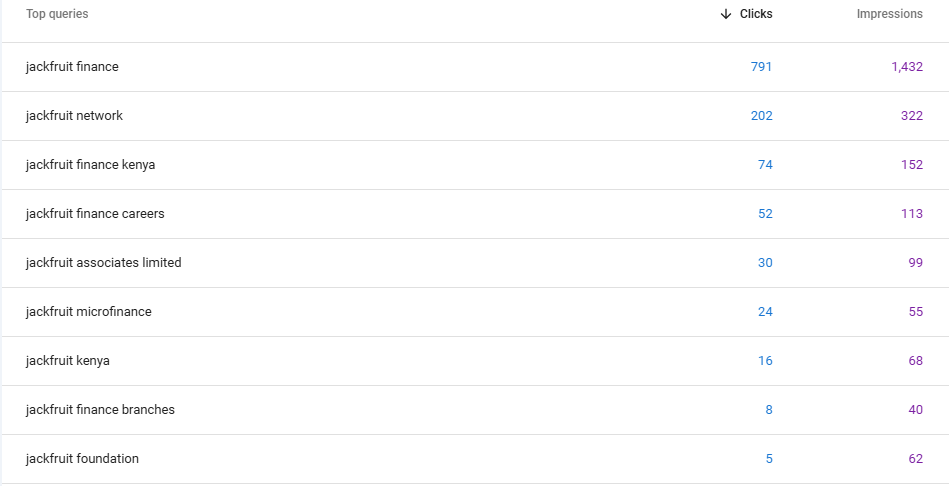 Top queries ↓ Clicks Impressions
jackfruit finance 791 1,432
jackfruit network 202 322
jackfruit finance kenya 74 152
jackfruit finance careers 52 113
jackfruit associates limited 30 99
jackfruit microfinance 24 55
jackfruit kenya 16 68
jackfruit finance branches 8 40
jackfruit foundation 5 62